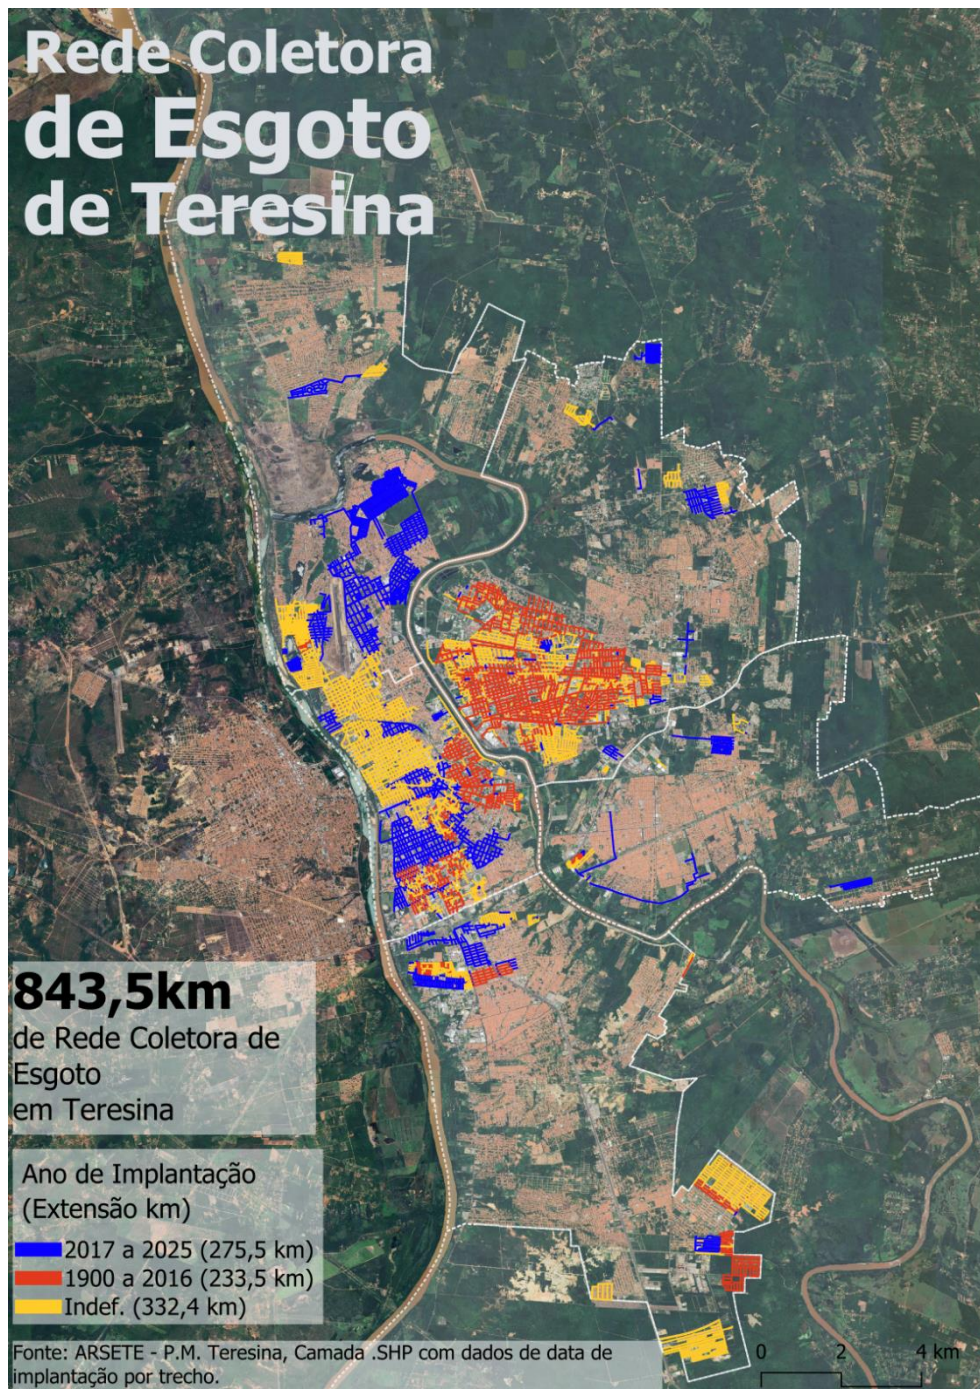 Rede Coletora
de Esgoto
de Teresina
843,5km
de Rede Coletora de
Esgoto
em Teresina
Ano de Implantação
(Extensão km)
2017 a 2025 (275,5 km)
1900 a 2016 (233,5 km)
Indef. (332,4 km)
Fonte: ARSETE - P.M. Teresina, Camada .SHP com dados de data de
implantação por trecho.
0 2 4 km